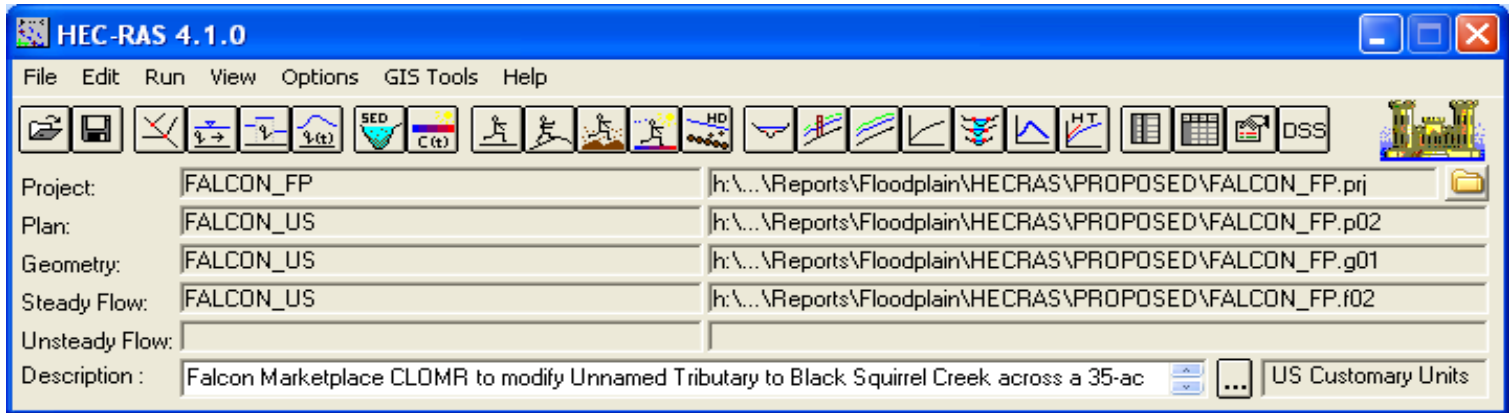 HEC-RAS 4.1.0
File Edit Run View Options GIS Tools Help
SED C(t) q(t) HD HT DSS
Project: FALCON_FP h:\...\Reports\Floodplain\HECRAS\PROPOSED\FALCON_FP.prj
Plan: FALCON_US h:\...\Reports\Floodplain\HECRAS\PROPOSED\FALCON_FP.p02
Geometry: FALCON_US h:\...\Reports\Floodplain\HECRAS\PROPOSED\FALCON_FP.g01
Steady Flow: FALCON_US h:\...\Reports\Floodplain\HECRAS\PROPOSED\FALCON_FP.f02
Unsteady Flow:
Description : Falcon Marketplace CLOMR to modify Unnamed Tributary to Black Squirrel Creek across a 35-ac ... US Customary Units